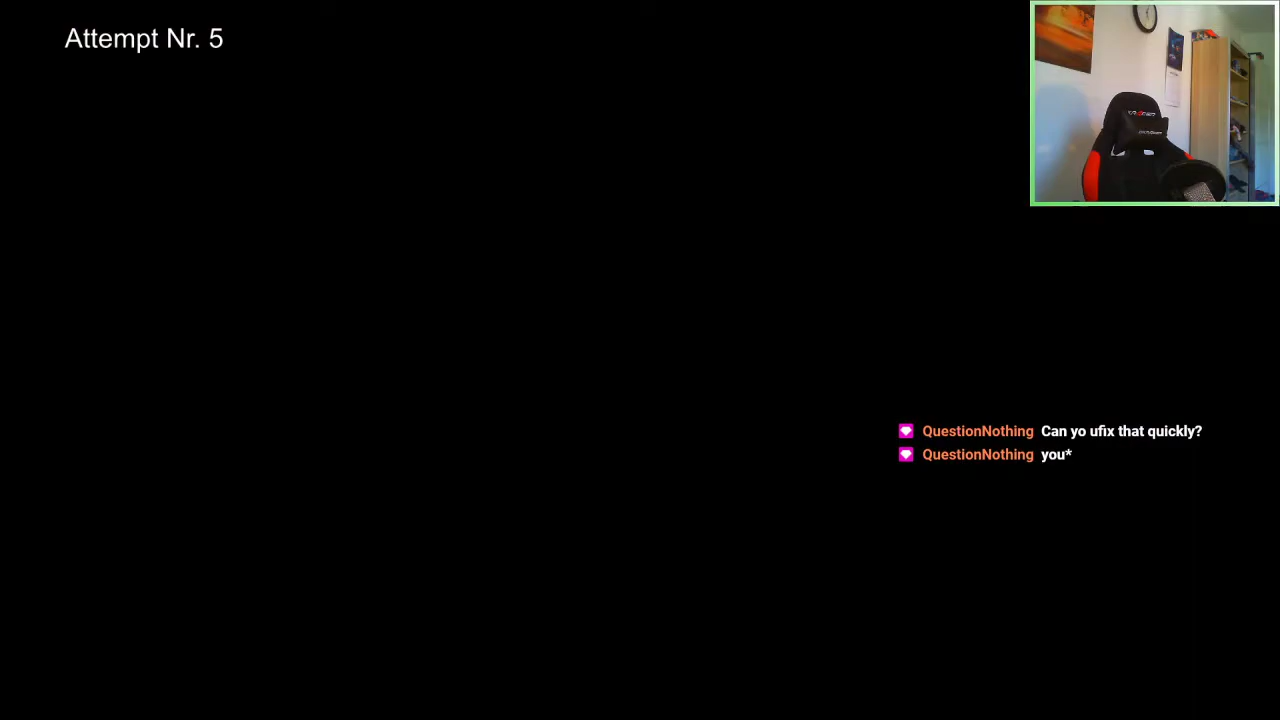 Attempt Nr. 5
QuestionNothing Can yo ufix that quickly?
QuestionNothing you*